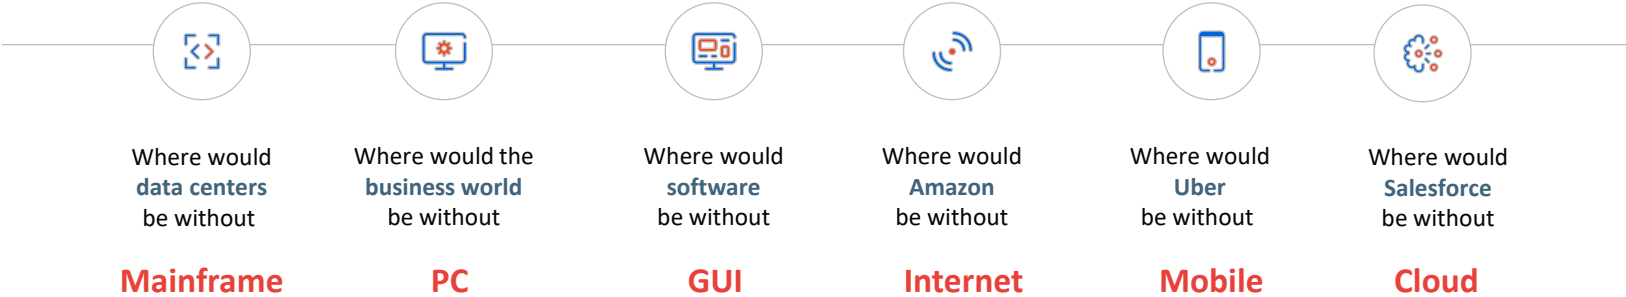 Where would
data centers
be without
Mainframe
Where would the
business world
be without
PC
Where would
software
be without
GUI
Where would
Amazon
be without
Internet
Where would
Uber
be without
Mobile
Where would
Salesforce
be without
Cloud